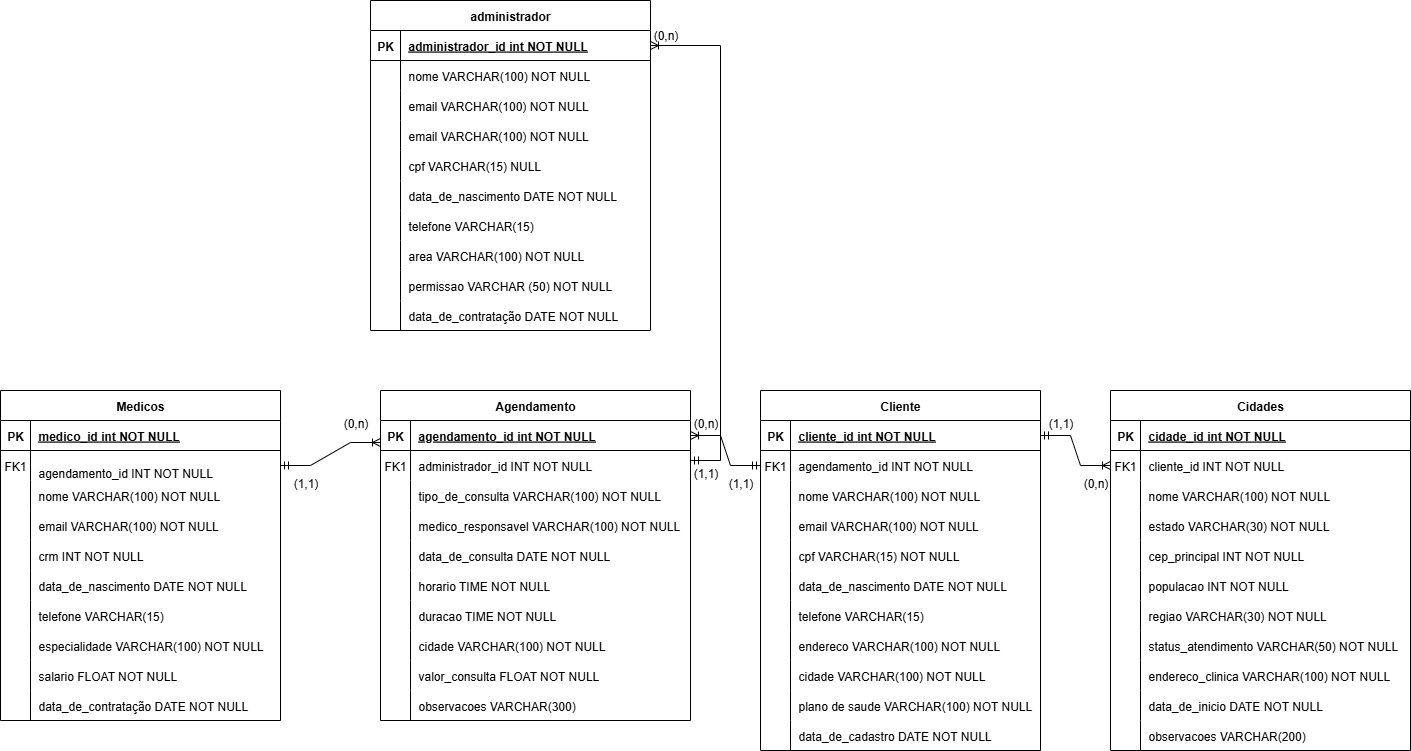 administrador
(0,n)
PK administrador_id int NOT NULL
nome VARCHAR(100) NOT NULL
email VARCHAR(100) NOT NULL
email VARCHAR(100) NOT NULL
cpf VARCHAR(15) NULL
data_de_nascimento DATE NOT NULL
telefone VARCHAR(15)
area VARCHAR(100) NOT NULL
permissao VARCHAR (50) NOT NULL
data_de_contratação DATE NOT NULL
Medicos
PK medico_id int NOT NULL
FK1 agendamento_id INT NOT NULL
nome VARCHAR(100) NOT NULL
email VARCHAR(100) NOT NULL
crm INT NOT NULL
data_de_nascimento DATE NOT NULL
telefone VARCHAR(15)
especialidade VARCHAR(100) NOT NULL
salario FLOAT NOT NULL
data_de_contratação DATE NOT NULL
(0,n)
(1,1)
Agendamento
PK agendamento_id int NOT NULL
FK1 administrador_id INT NOT NULL
tipo_de_consulta VARCHAR(100) NOT NULL
medico_responsavel VARCHAR(100) NOT NULL
data_de_consulta DATE NOT NULL
horario TIME NOT NULL
duracao TIME NOT NULL
cidade VARCHAR(100) NOT NULL
valor_consulta FLOAT NOT NULL
observacoes VARCHAR(300)
(0,n)
(1,1)
(1,1)
Cliente
PK cliente_id int NOT NULL
FK1 agendamento_id INT NOT NULL
nome VARCHAR(100) NOT NULL
email VARCHAR(100) NOT NULL
cpf VARCHAR(15) NOT NULL
data_de_nascimento DATE NOT NULL
telefone VARCHAR(15)
endereco VARCHAR(100) NOT NULL
cidade VARCHAR(100) NOT NULL
plano de saude VARCHAR(100) NOT NULL
data_de_cadastro DATE NOT NULL
(1,1)
(0,n)
Cidades
PK cidade_id int NOT NULL
FK1 cliente_id INT NOT NULL
nome VARCHAR(100) NOT NULL
estado VARCHAR(30) NOT NULL
cep_principal INT NOT NULL
populacao INT NOT NULL
regiao VARCHAR(30) NOT NULL
status_atendimento VARCHAR(50) NOT NULL
endereco_clinica VARCHAR(100) NOT NULL
data_de_inicio DATE NOT NULL
observacoes VARCHAR(200)